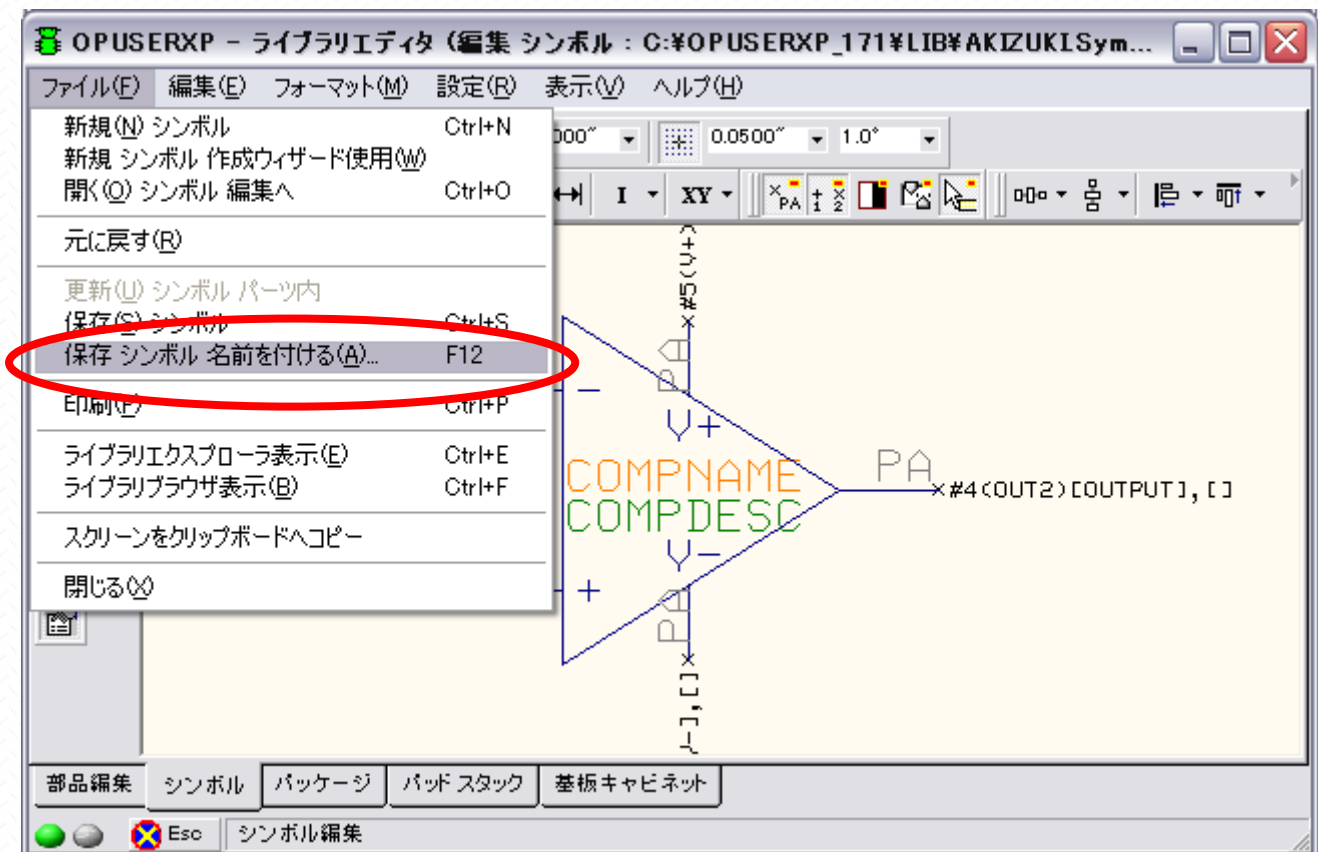 OPUSERXP - ライブラリエディタ (編集 シンボル : C:¥OPUSERXP_171¥LIB¥AKIZUKI.Sym...
ファイル(F) 編集(E) フォーマット(M) 設定(R) 表示(V) ヘルプ(H)
新規(N) シンボル Ctrl+N
新規 シンボル 作成ウィザード使用(W)
開く(O) シンボル 編集へ Ctrl+O
元に戻す(R)
更新(U) シンボル パーツ内
保存(S) シンボル Ctrl+S
保存 シンボル 名前を付ける(A)... F12
印刷(P) Ctrl+P
ライブラリエクスプローラ表示(E) Ctrl+E
ライブラリブラウザ表示(B) Ctrl+F
スクリーンをクリップボードへコピー
閉じる(X)
000" 0.0500" 1.0°
I XY PA 1 2
#5(V+)
PA
-
V+
COMPNAME
COMPDESC
PA
#4(OUT2)[OUTPUT],[]
V-
+
PA
-],[]
部品編集 シンボル パッケージ パッド スタック 基板キャビネット
Esc シンボル編集